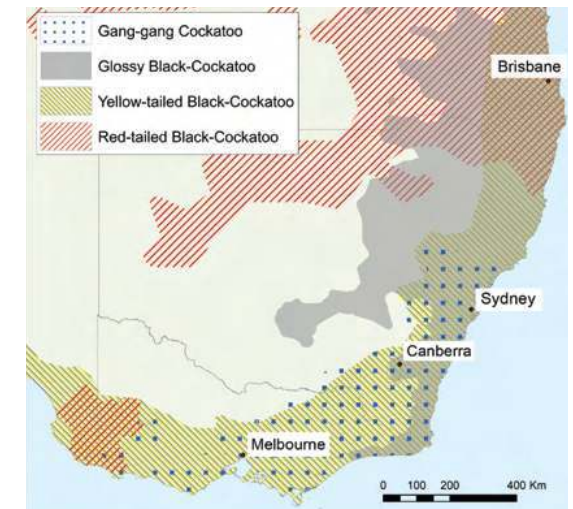 Gang-gang Cockatoo
Glossy Black-Cockatoo
Yellow-tailed Black-Cockatoo
Red-tailed Black-Cockatoo
Brisbane
Sydney
Canberra
Melbourne
0 100 200 400 Km